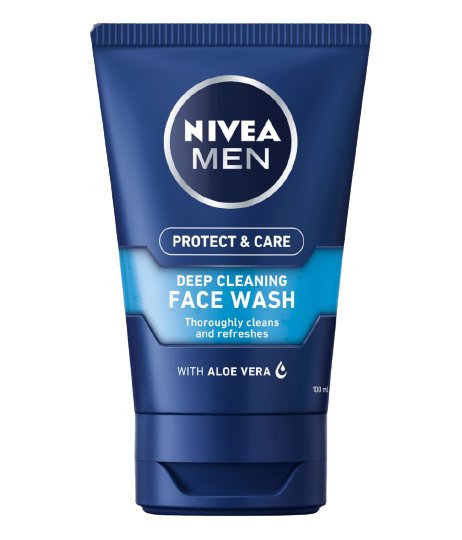 NIVEA
MEN
PROTECT & CARE
DEEP CLEANING
FACE WASH
Thoroughly cleans
and refreshes
WITH ALOE VERA
100 ml